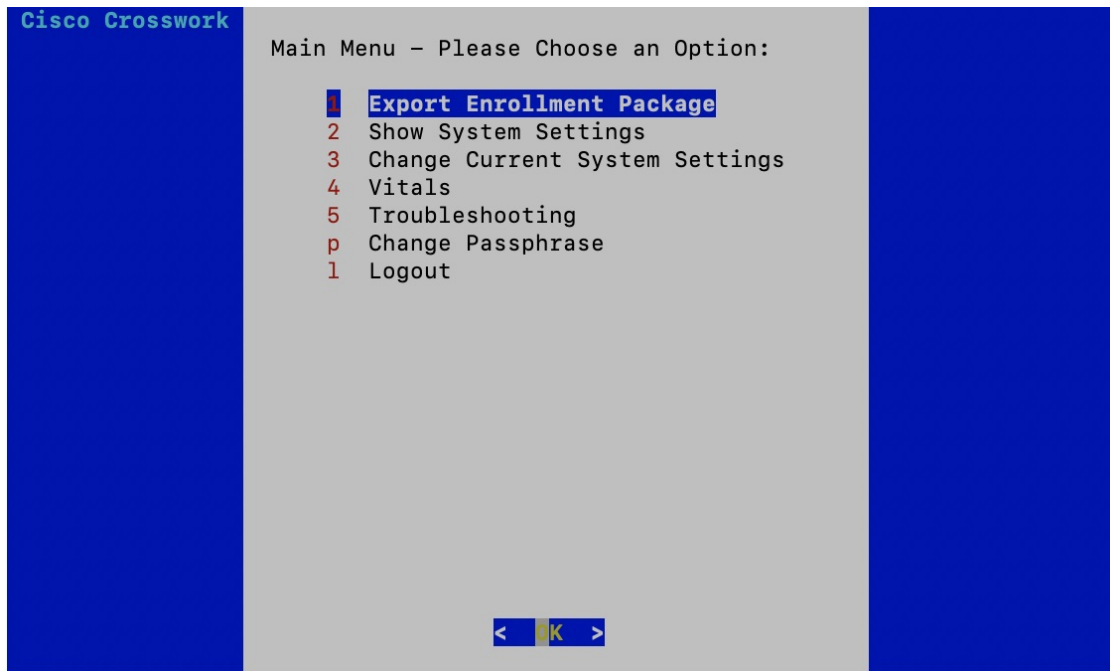 Cisco Crosswork
Main Menu – Please Choose an Option:
1 Export Enrollment Package
2 Show System Settings
3 Change Current System Settings
4 Vitals
5 Troubleshooting
p Change Passphrase
l Logout
< OK >